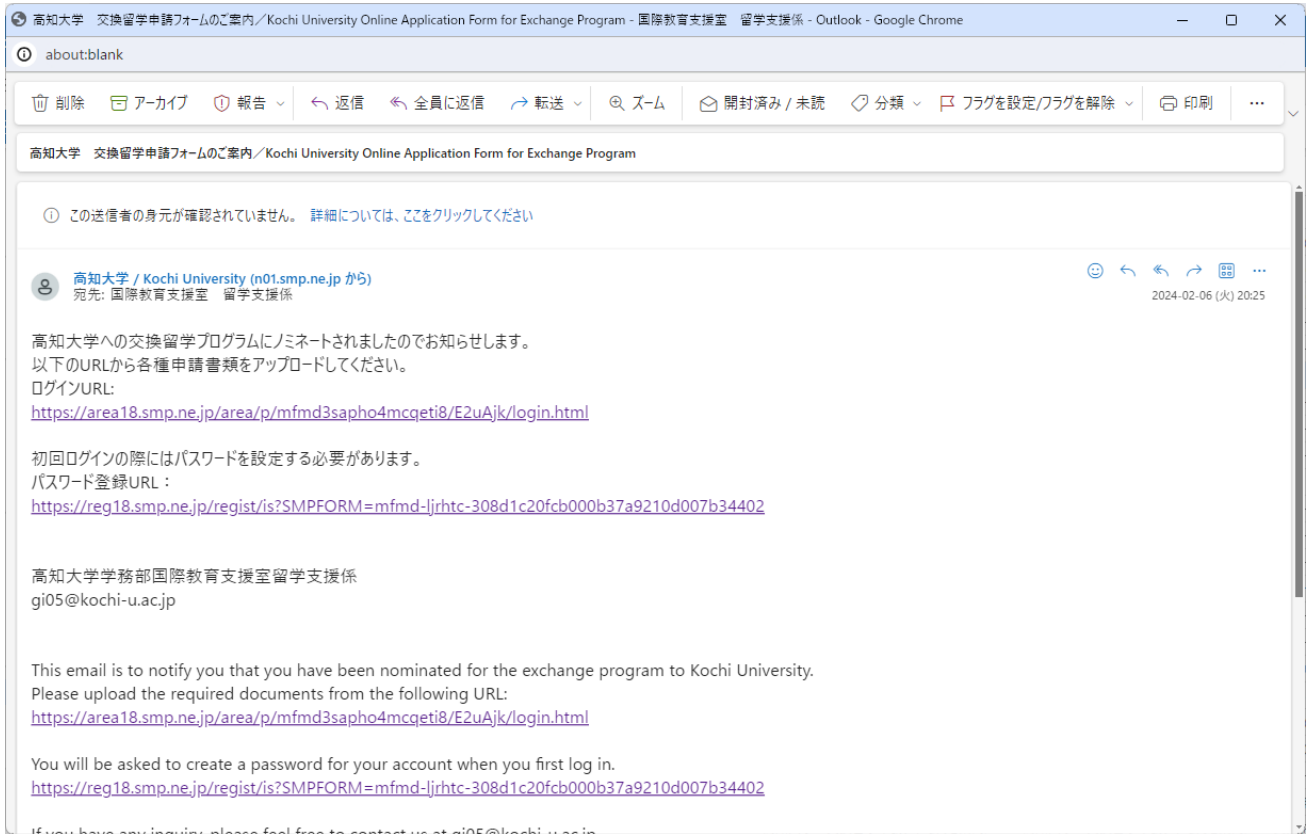 高知大学　交換留学申請フォームのご案内／Kochi University Online Application Form for Exchange Program - 国際教育支援室　留学支援係 - Outlook - Google Chrome
about:blank
削除 アーカイブ 報告 返信 全員に返信 転送 ズーム 開封済み / 未読 分類 フラグを設定/フラグを解除 印刷 ...
高知大学　交換留学申請フォームのご案内／Kochi University Online Application Form for Exchange Program
この送信者の身元が確認されていません。 詳細については、ここをクリックしてください
高知大学 / Kochi University (n01.smp.ne.jp から)
宛先: 国際教育支援室　留学支援係
2024-02-06 (火) 20:25
高知大学への交換留学プログラムにノミネートされましたのでお知らせします。
以下のURLから各種申請書類をアップロードしてください。
ログインURL:
https://area18.smp.ne.jp/area/p/mfmd3sapho4mcqeti8/E2uAjk/login.html
初回ログインの際にはパスワードを設定する必要があります。
パスワード登録URL：
https://reg18.smp.ne.jp/regist/is?SMPFORM=mfmd-ljrhtc-308d1c20fcb000b37a9210d007b34402
高知大学学務部国際教育支援室留学支援係
gi05@kochi-u.ac.jp
This email is to notify you that you have been nominated for the exchange program to Kochi University.
Please upload the required documents from the following URL:
https://area18.smp.ne.jp/area/p/mfmd3sapho4mcqeti8/E2uAjk/login.html
You will be asked to create a password for your account when you first log in.
https://reg18.smp.ne.jp/regist/is?SMPFORM=mfmd-ljrhtc-308d1c20fcb000b37a9210d007b34402
If you have any inquiry, please feel free to contact us at gi05@kochi-u.ac.jp